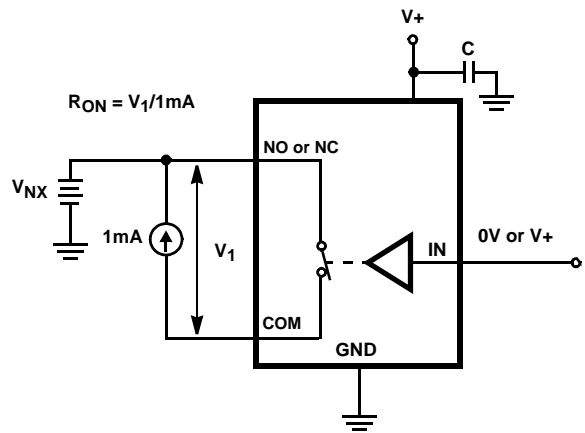 V+
C
R_ON = V_1/1mA
NO or NC
V_NX
1mA
V_1
IN
0V or V+
COM
GND